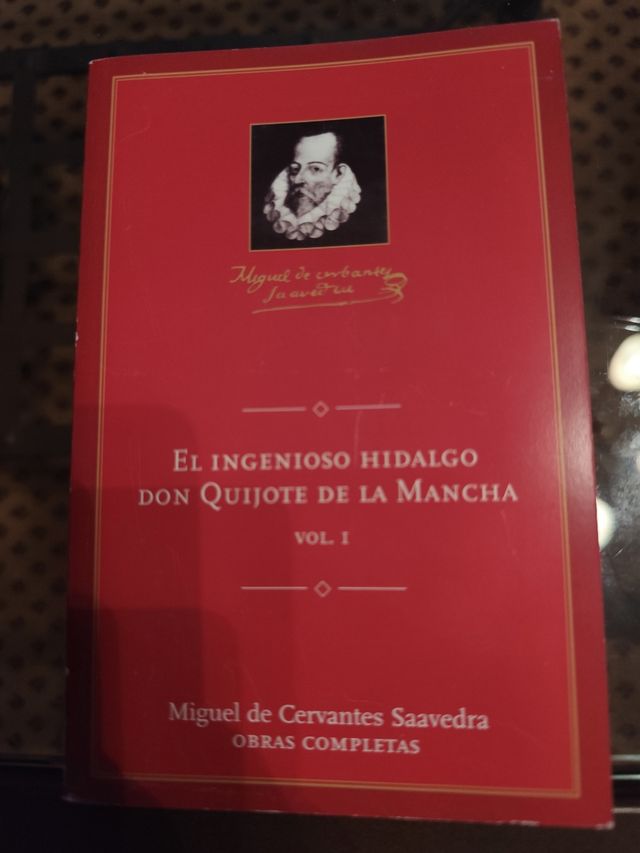 Miguel de cerbantes
Saavedra
EL INGENIOSO HIDALGO
DON QUIJOTE DE LA MANCHA
VOL. I
Miguel de Cervantes Saavedra
OBRAS COMPLETAS